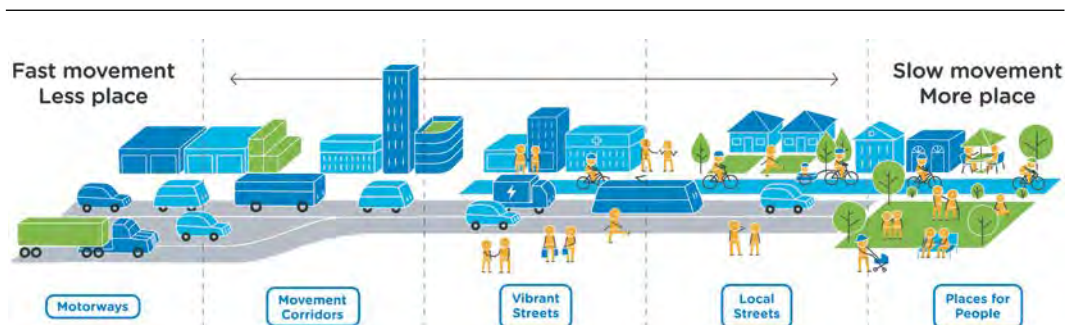 Fast movement
Less place
Slow movement
More place
Motorways
Movement
Corridors
Vibrant
Streets
Local
Streets
Places for
People